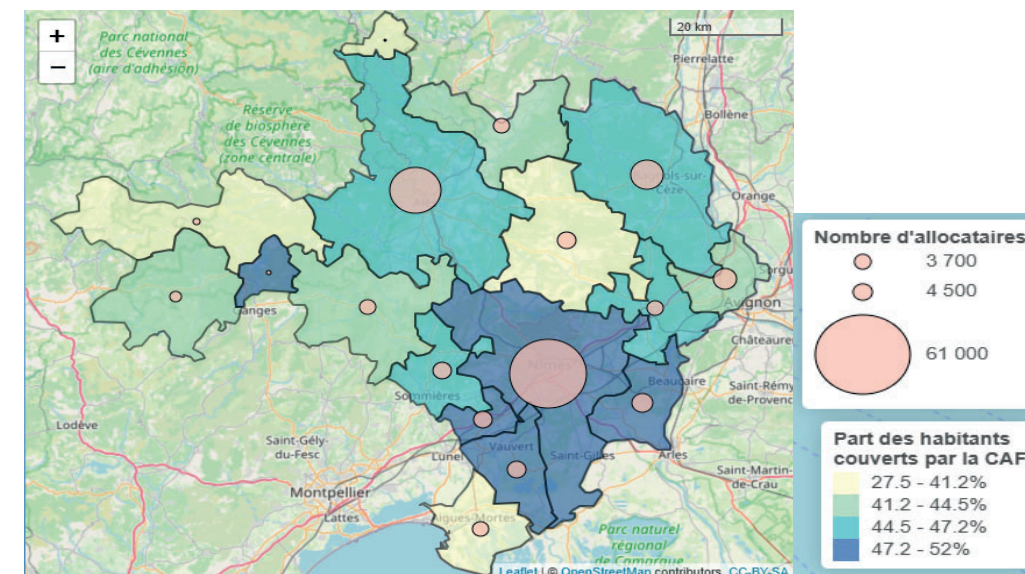 +
−
Parc national
des Cévennes
(aire d'adhésion)
20 km
Pierrelatte
Bollène
Réserve
de biosphère
des Cévennes
(zone centrale)
Cèze
Orange
Avignon
Ganges
Châteaure
Nîmes
Beaucaire
Saint-Rémy
de-Provenc
Sommières
Lodève
Saint-Gély-
du-Fesc
Vauvert
Saint-Gilles
Arles
Lunel
Saint-Martin-
de-Crau
Montpellier
Lattes
Aigues-Mortes
Parc naturel
régional
de Camargue
Leaflet | © OpenStreetMap contributors, CC-BY-SA
Nombre d'allocataires
3 700
4 500
61 000
Part des habitants
couverts par la CAF
27.5 - 41.2%
41.2 - 44.5%
44.5 - 47.2%
47.2 - 52%